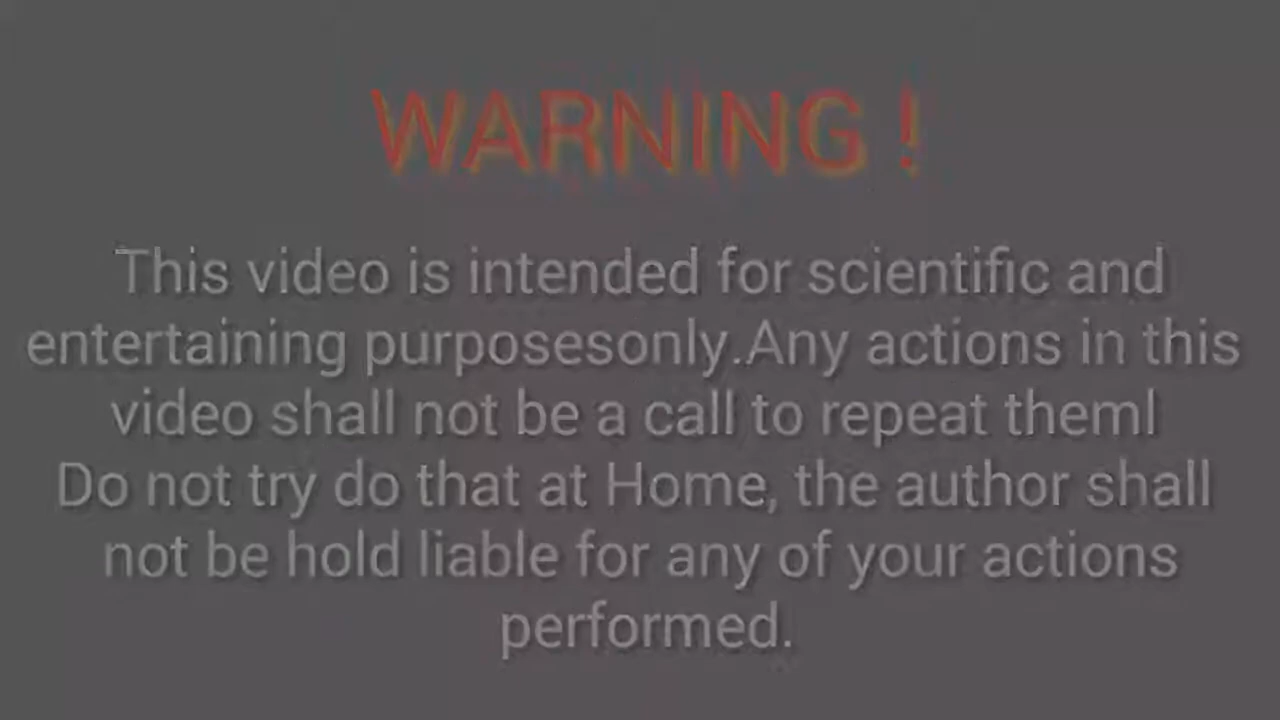 WARNING !
This video is intended for scientific and
entertaining purposesonly.Any actions in this
video shall not be a call to repeat theml
Do not try do that at Home, the author shall
not be hold liable for any of your actions
performed.